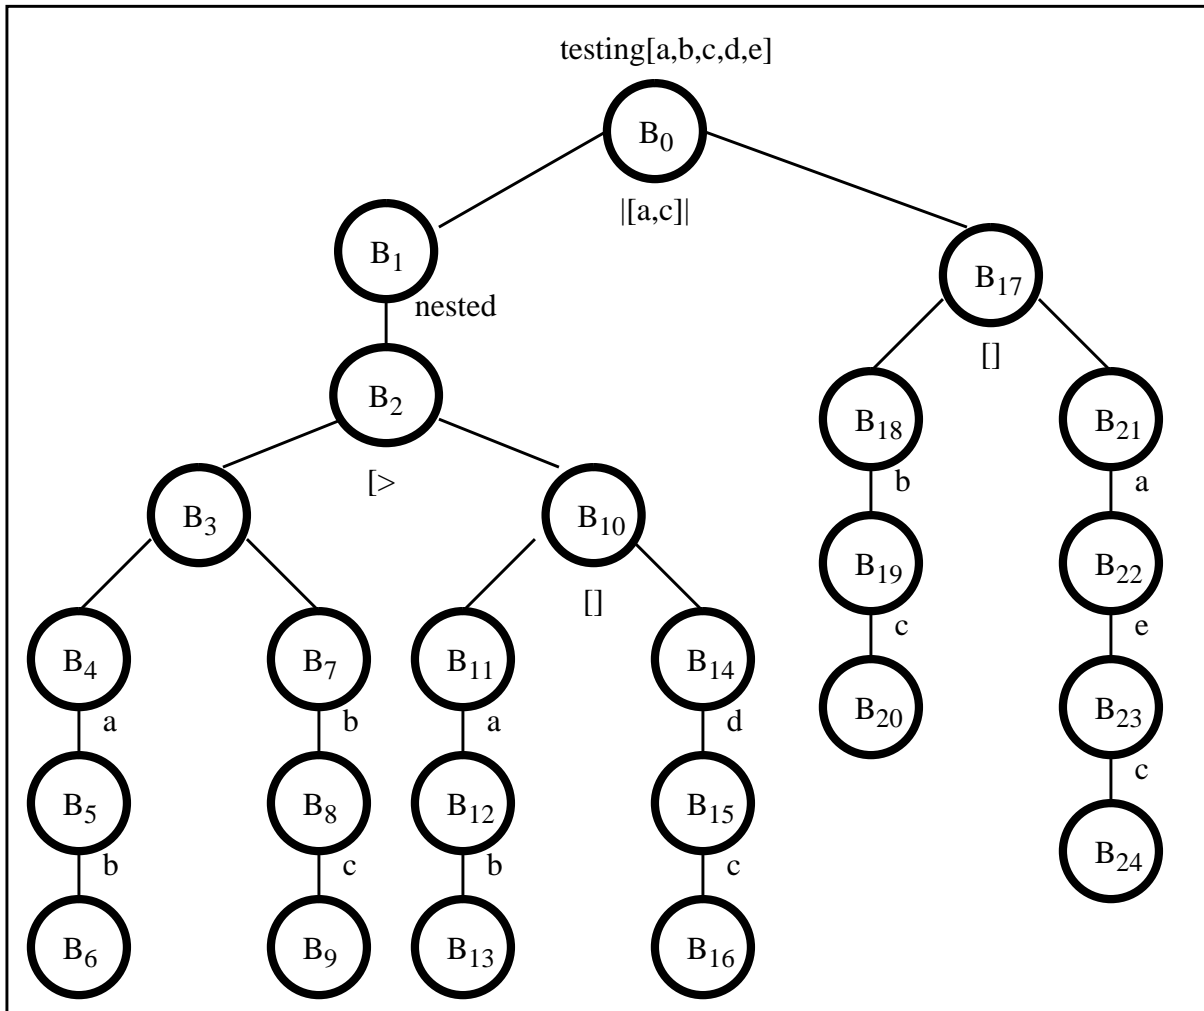 testing[a,b,c,d,e]
B0
|[a,c]|
B1
B17
nested
[]
B2
B18
B21
[>
b
a
B3
B10
B19
B22
[]
c
e
B4
B7
B11
B14
B20
B23
a
b
a
d
c
B5
B8
B12
B15
B24
b
c
b
c
B6
B9
B13
B16